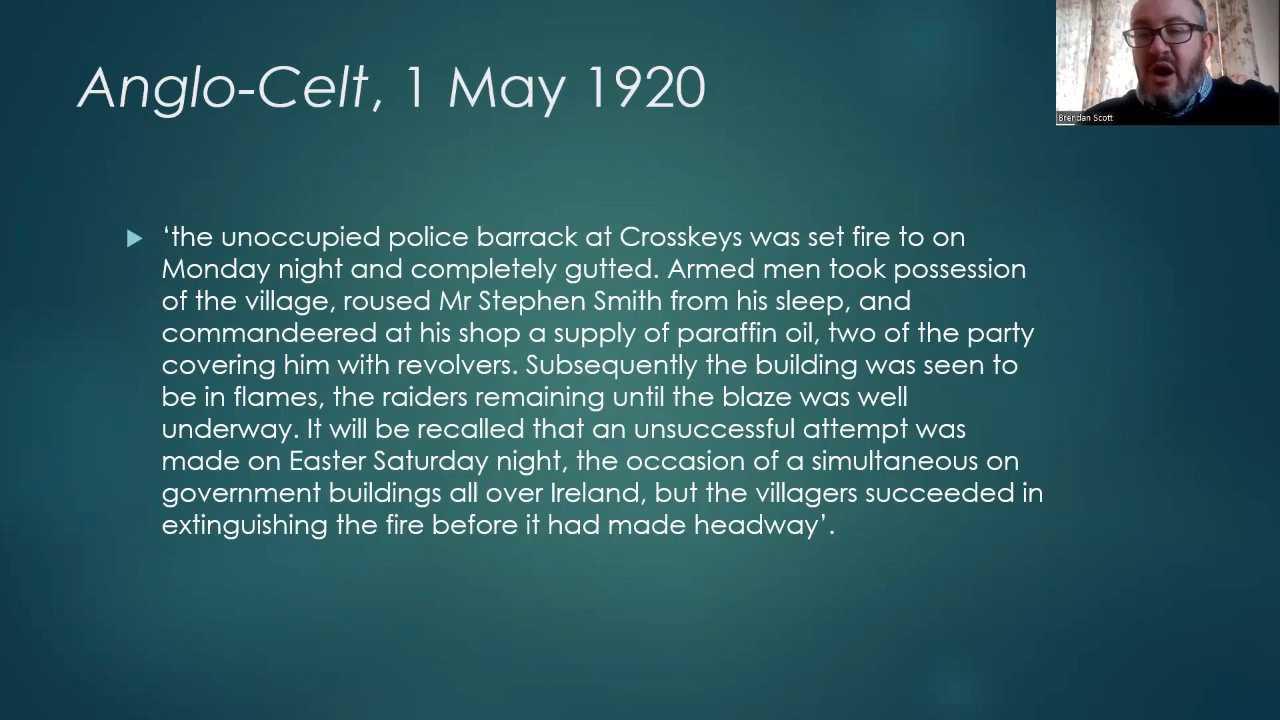 Anglo-Celt, 1 May 1920
Brendan Scott
‘the unoccupied police barrack at Crosskeys was set fire to on
Monday night and completely gutted. Armed men took possession
of the village, roused Mr Stephen Smith from his sleep, and
commandeered at his shop a supply of paraffin oil, two of the party
covering him with revolvers. Subsequently the building was seen to
be in flames, the raiders remaining until the blaze was well
underway. It will be recalled that an unsuccessful attempt was
made on Easter Saturday night, the occasion of a simultaneous on
government buildings all over Ireland, but the villagers succeeded in
extinguishing the fire before it had made headway’.